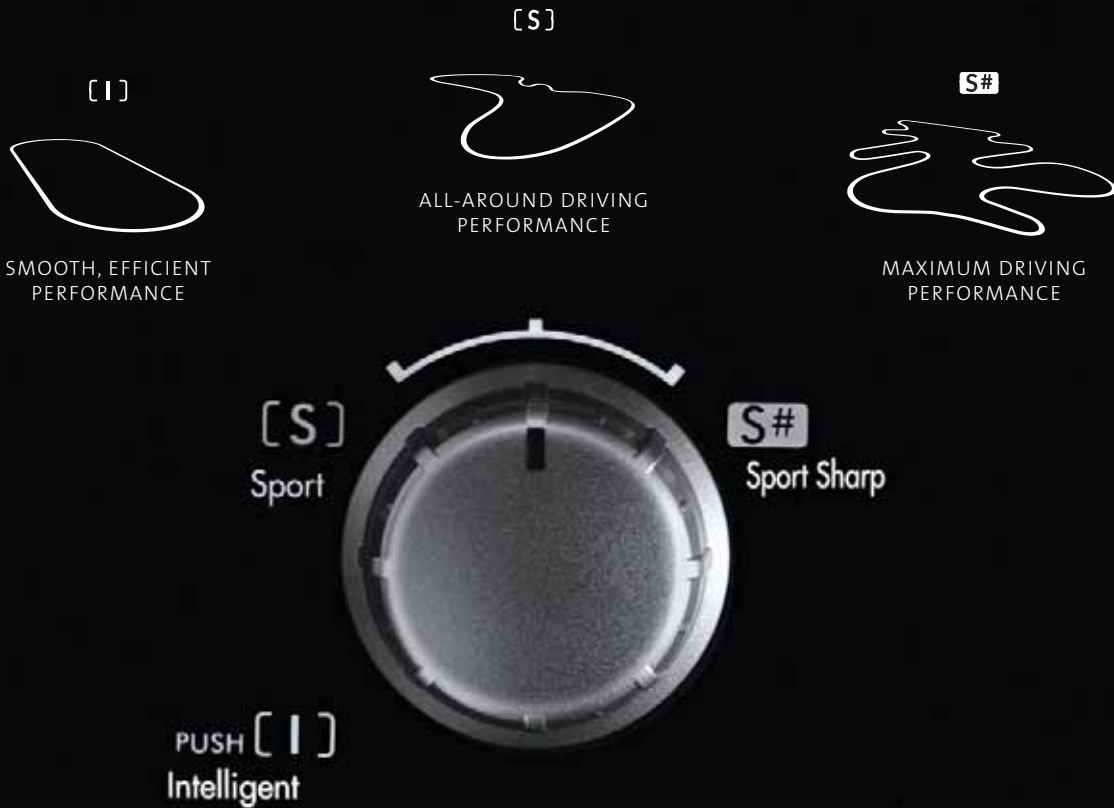 [S]
[I]
S#
ALL-AROUND DRIVING
PERFORMANCE
SMOOTH, EFFICIENT
PERFORMANCE
MAXIMUM DRIVING
PERFORMANCE
[S]
Sport
S#
Sport Sharp
PUSH [I]
Intelligent